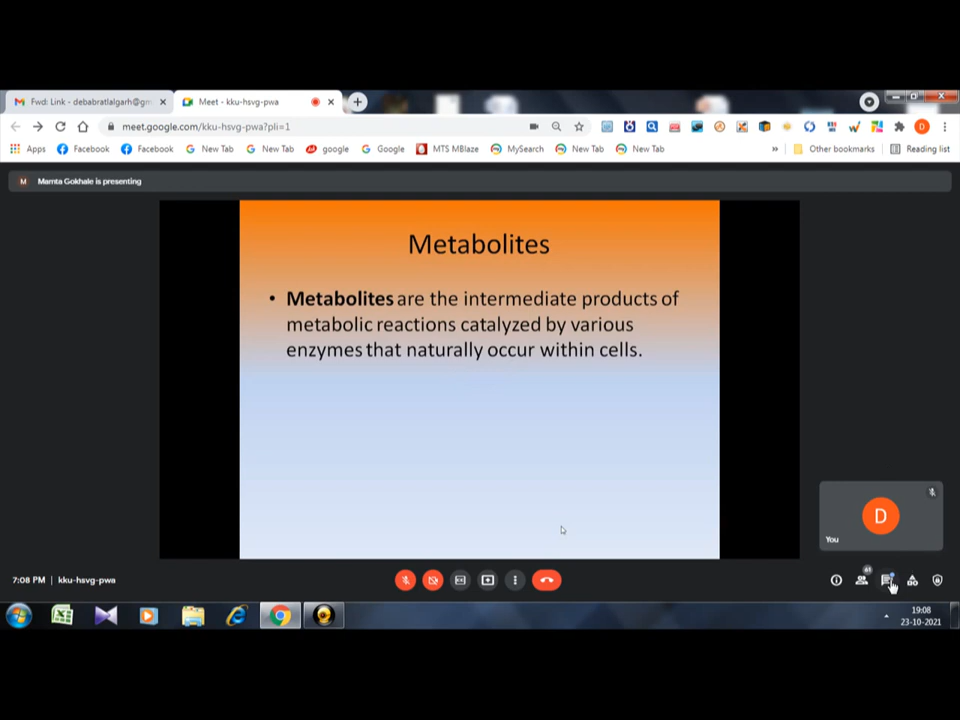 Fwd: Link - debabratlalgarh@gm
Meet - kku-hsvg-pwa
meet.google.com/kku-hsvg-pwa?pli=1
D
Apps Facebook Facebook New Tab New Tab google Google MTS MBlaze MySearch New Tab New Tab » Other bookmarks Reading list
M Mamta Gokhale is presenting
Metabolites
• Metabolites are the intermediate products of
metabolic reactions catalyzed by various
enzymes that naturally occur within cells.
D
You
7:08 PM | kku-hsvg-pwa
19:08
23-10-2021